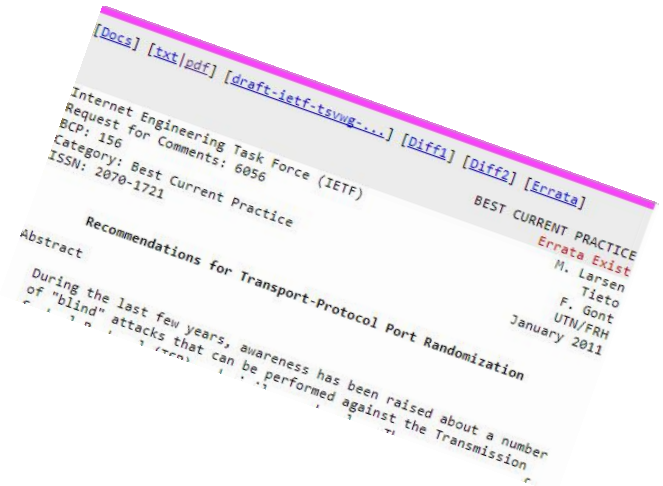 [Docs] [txt|pdf] [draft-ietf-tsvwg-...] [Diff1] [Diff2] [Errata]
BEST CURRENT PRACTICE
Errata Exist
Internet Engineering Task Force (IETF) M. Larsen
Request for Comments: 6056 Tieto
BCP: 156 F. Gont
Category: Best Current Practice UTN/FRH
ISSN: 2070-1721 January 2011
Recommendations for Transport-Protocol Port Randomization
Abstract
During the last few years, awareness has been raised about a number
of "blind" attacks that can be performed against the Transmission